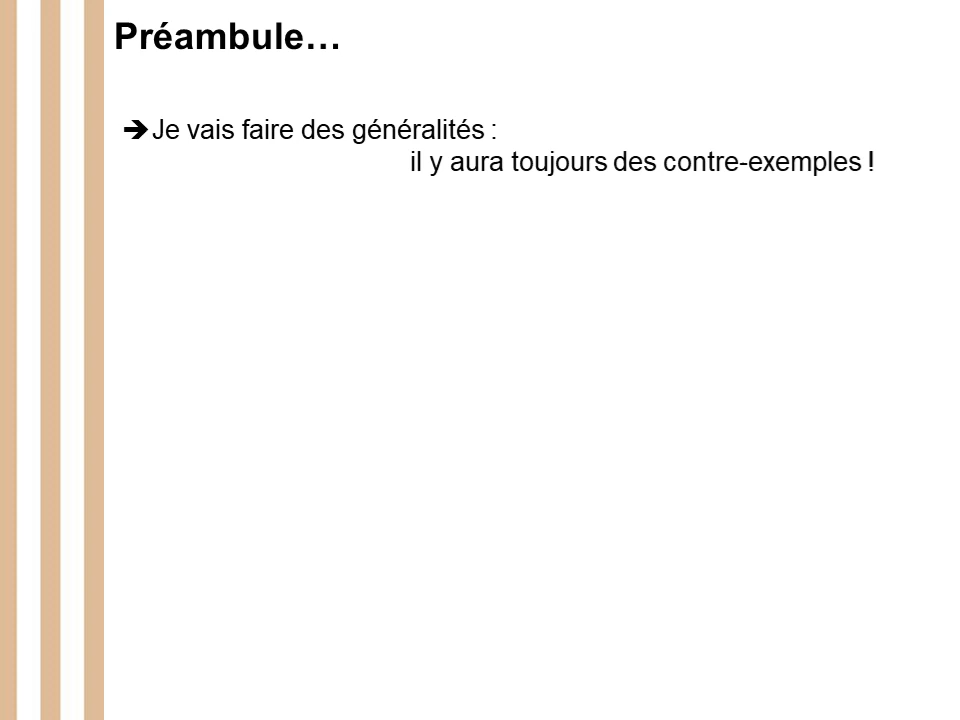 Préambule…
➔Je vais faire des généralités :
il y aura toujours des contre-exemples !